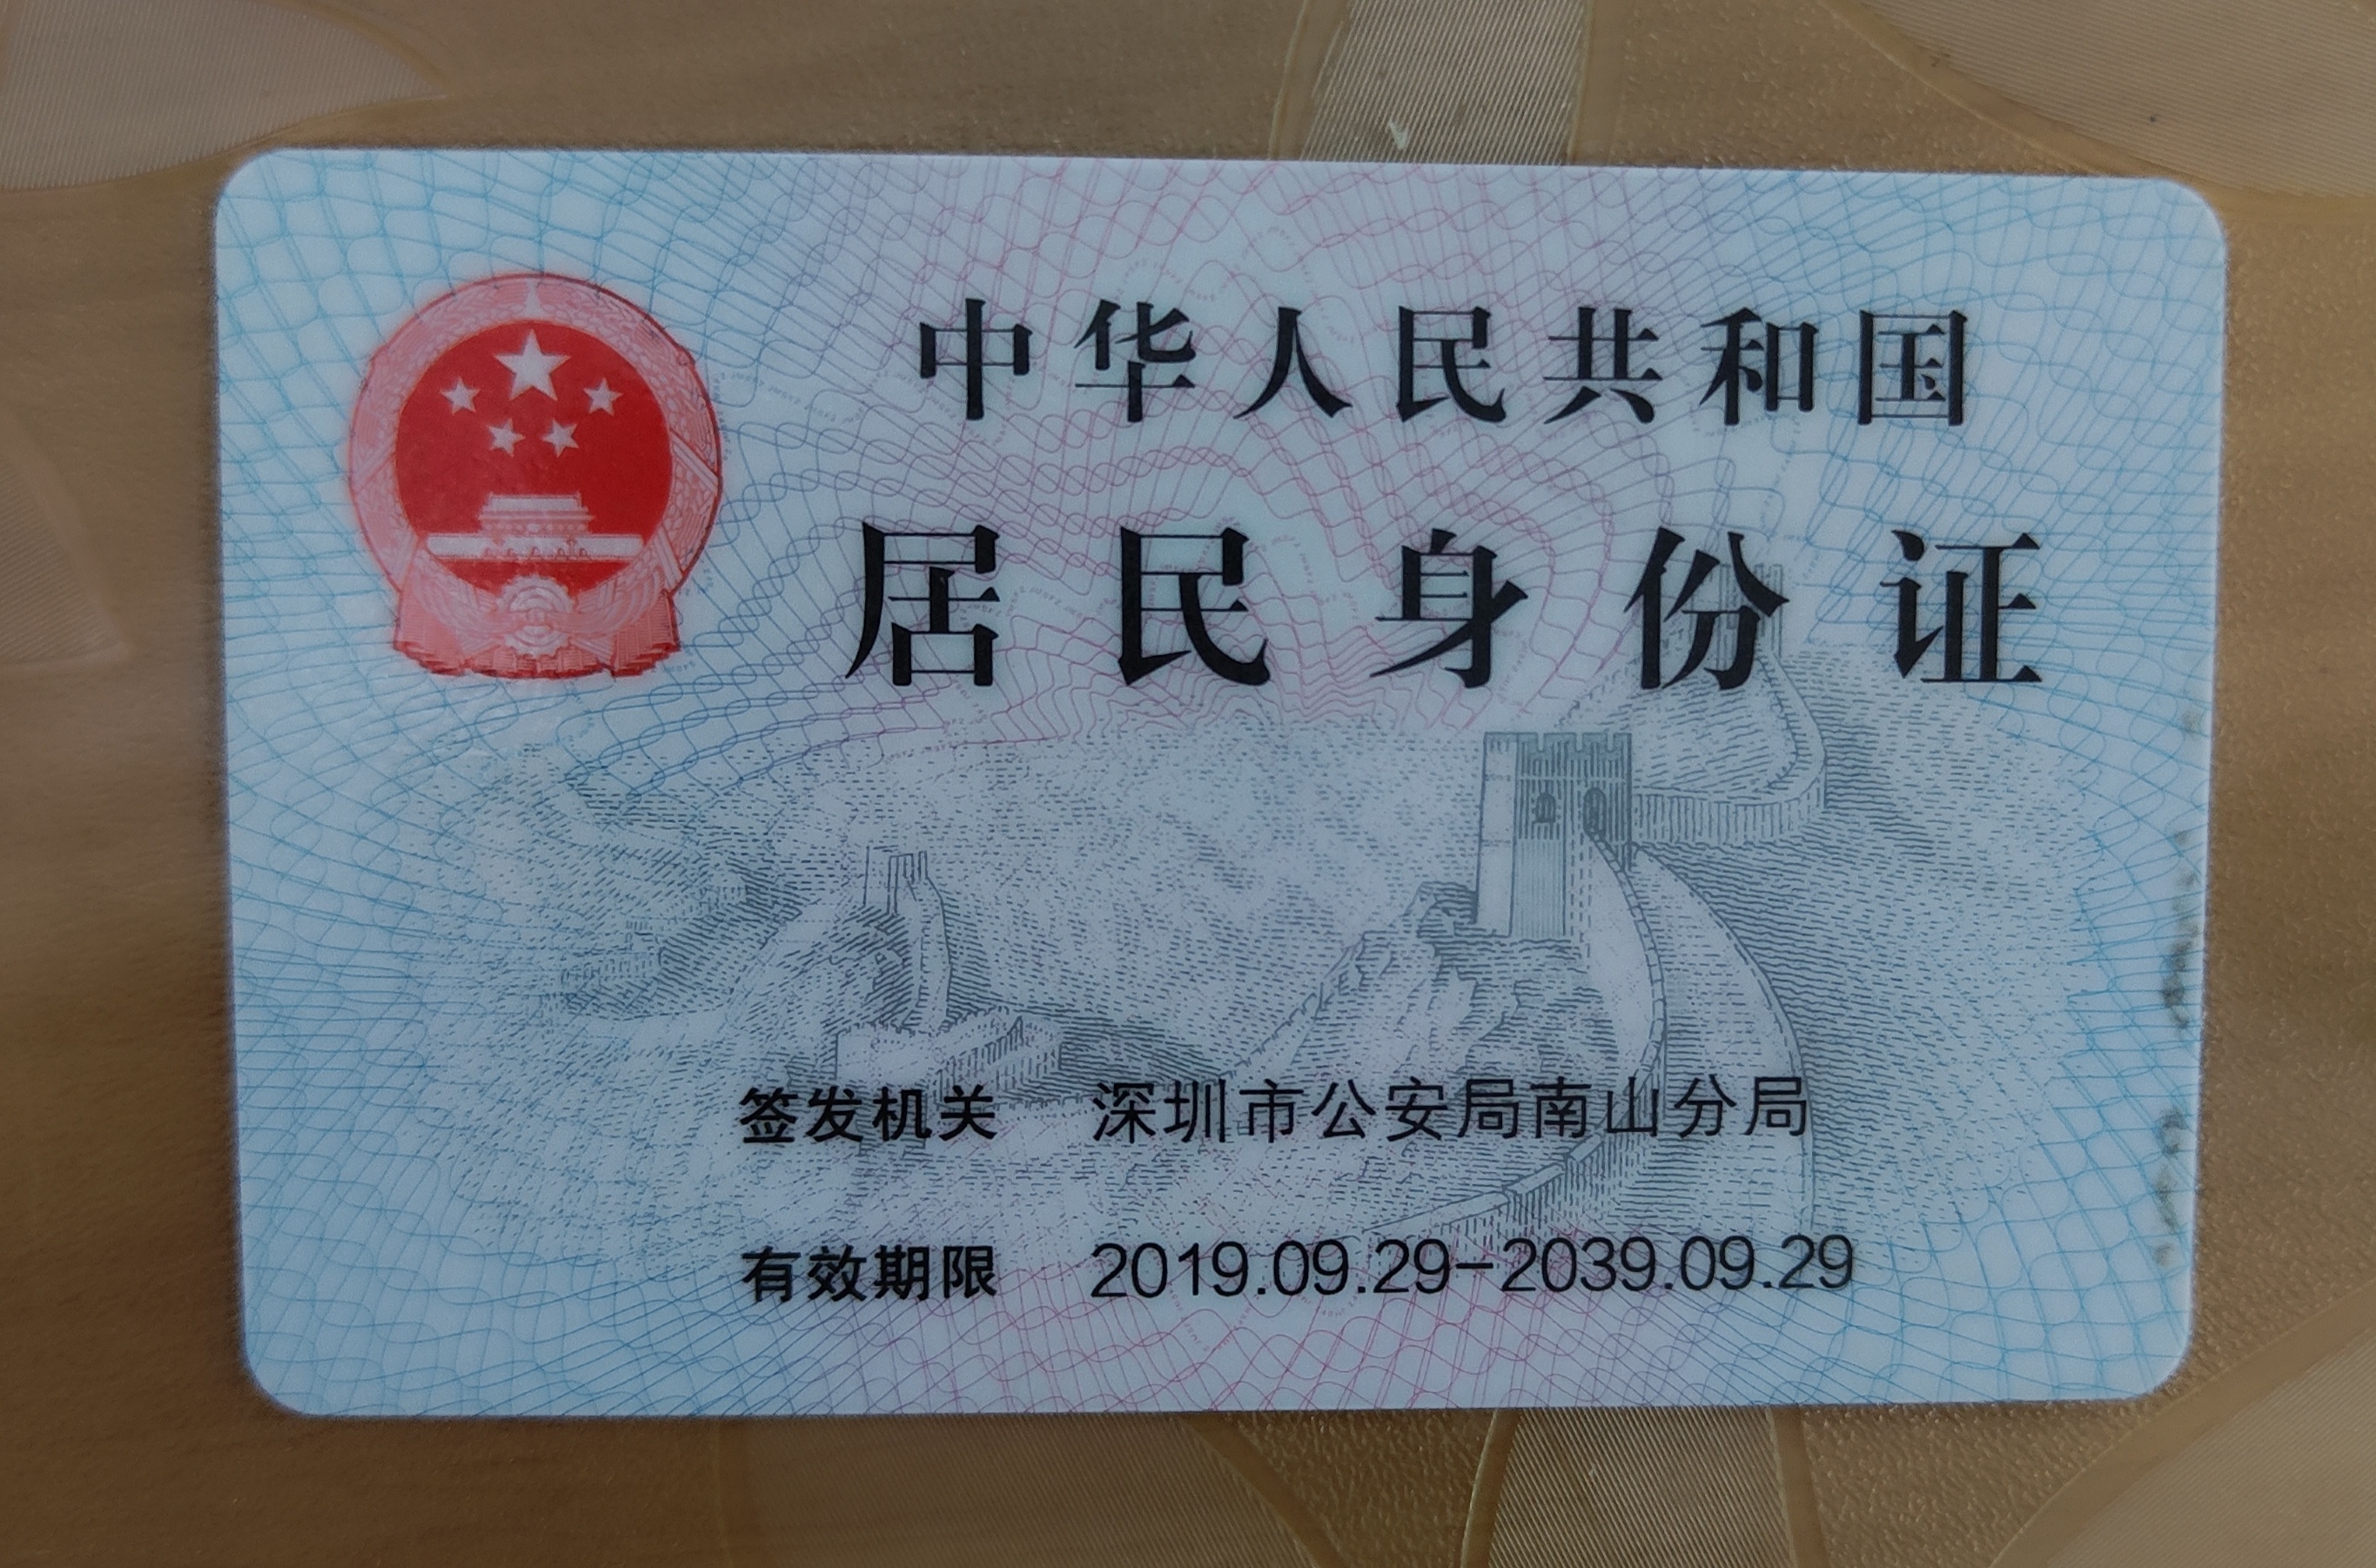 中华人民共和国
居民身份证
签发机关 深圳市公安局南山分局
有效期限 2019.09.29-2039.09.29